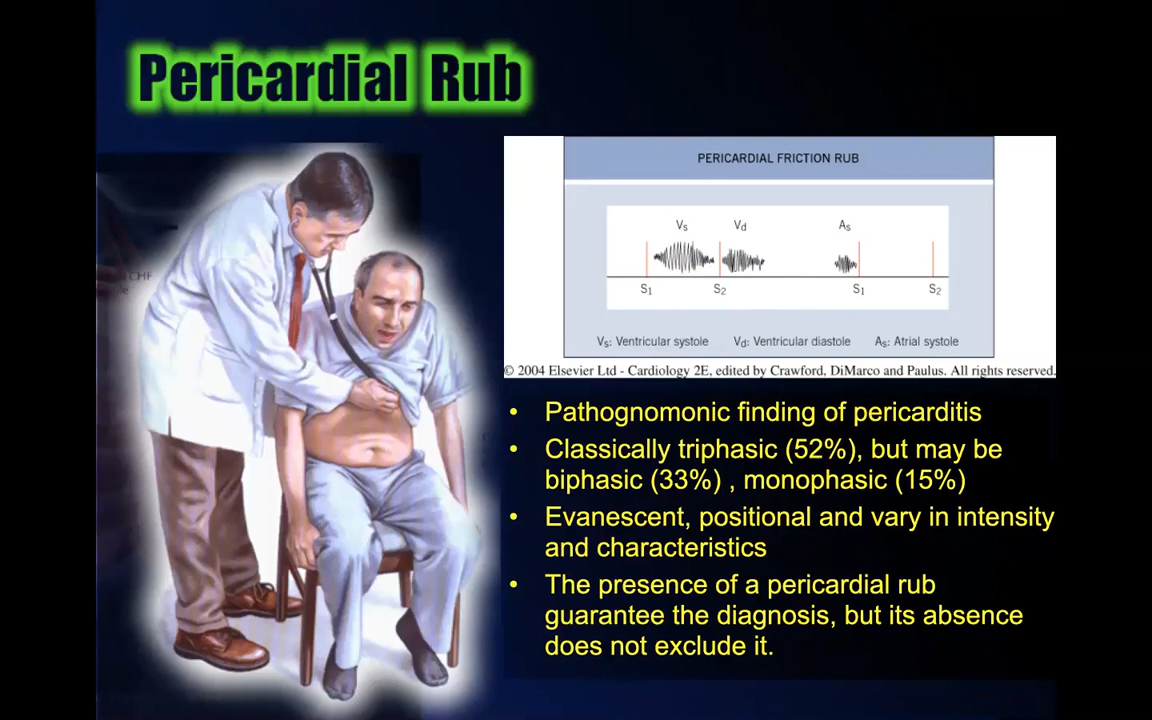 Pericardial Rub
PERICARDIAL FRICTION RUB
Vs Vd As
S1 S2 S1 S2
Vs: Ventricular systole Vd: Ventricular diastole As: Atrial systole
© 2004 Elsevier Ltd - Cardiology 2E, edited by Crawford, DiMarco and Paulus. All rights reserved.
• Pathognomonic finding of pericarditis
• Classically triphasic (52%), but may be
biphasic (33%) , monophasic (15%)
• Evanescent, positional and vary in intensity
and characteristics
• The presence of a pericardial rub
guarantee the diagnosis, but its absence
does not exclude it.
CHF